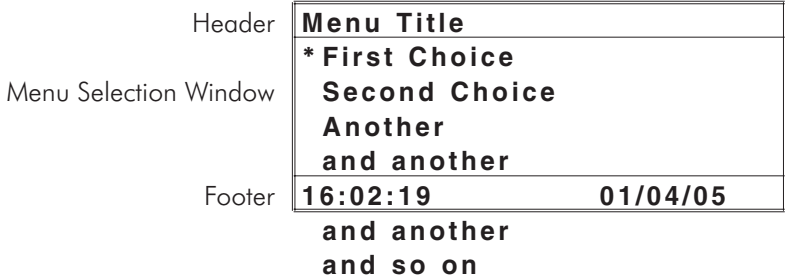 Header Menu Title
* First Choice
Menu Selection Window Second Choice
Another
and another
Footer 16:02:19 01/04/05
and another
and so on